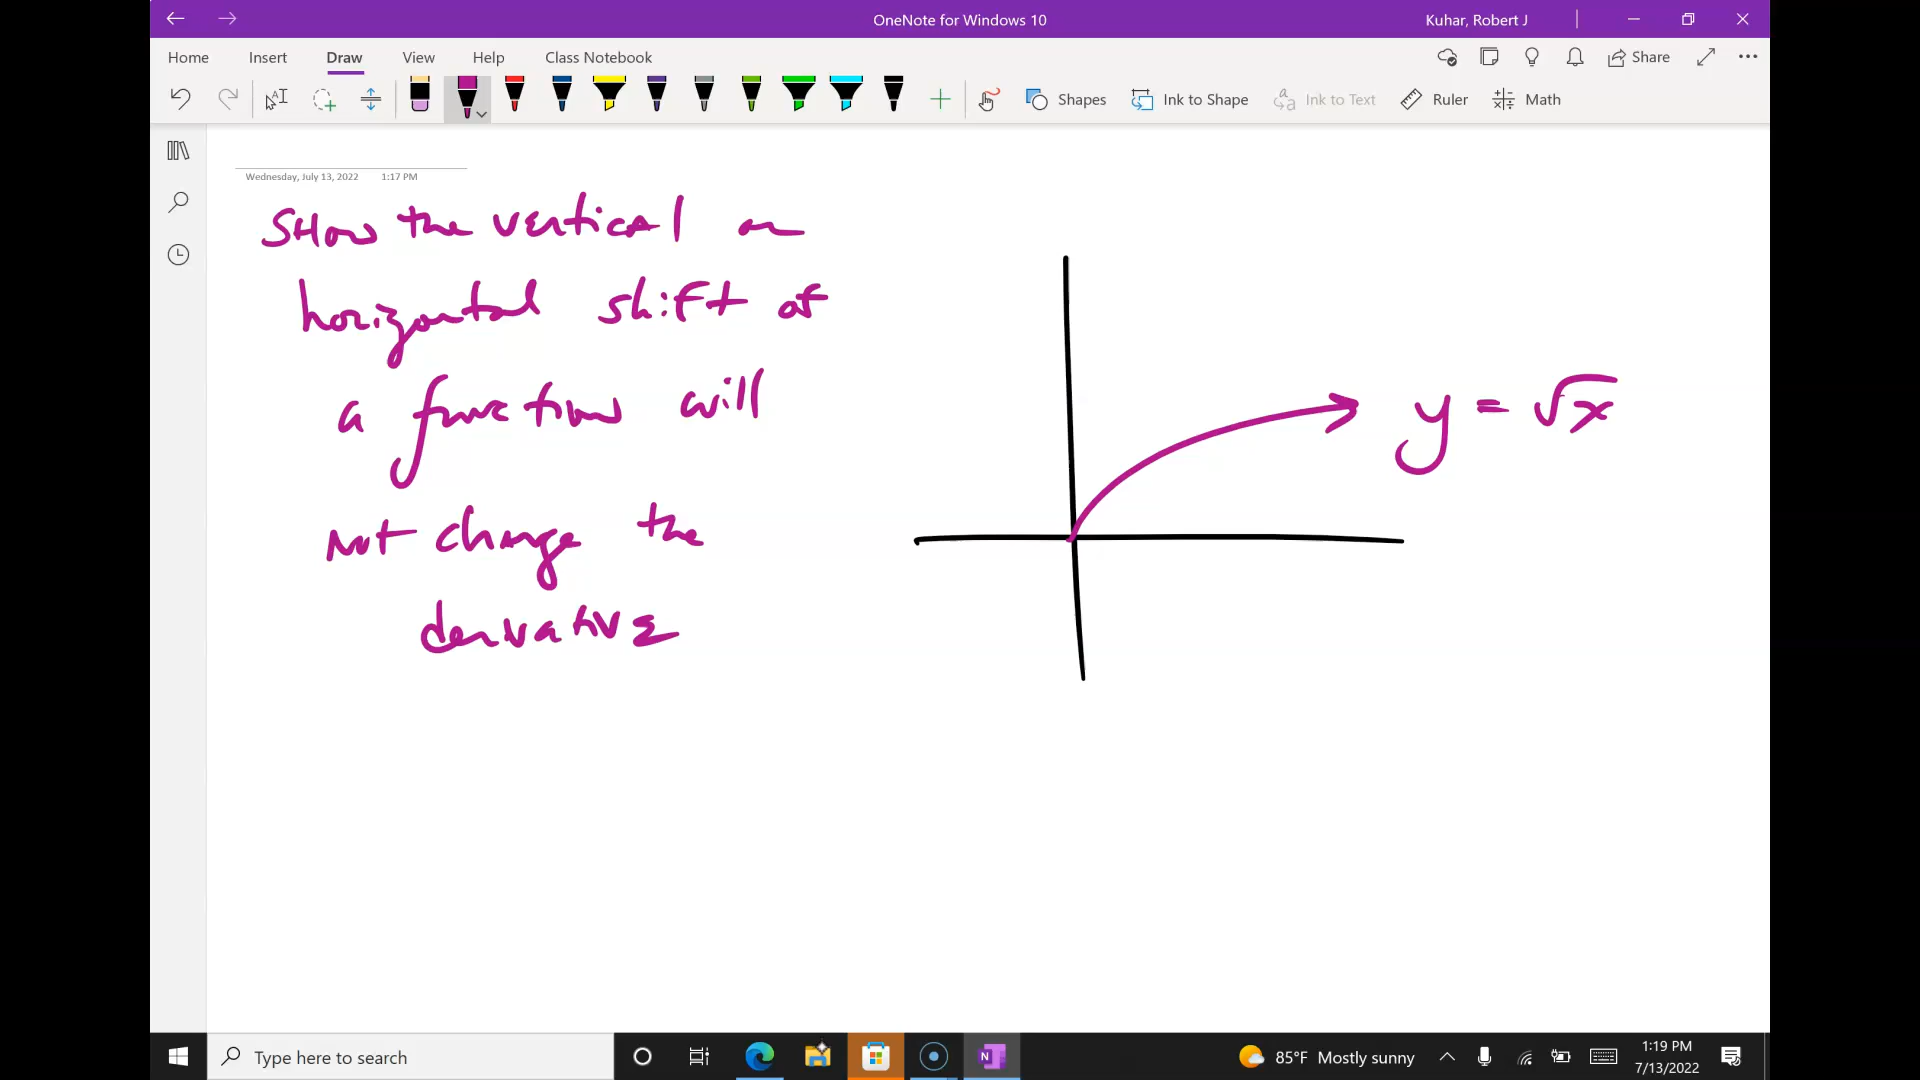 OneNote for Windows 10
Kuhar, Robert J
Home Insert Draw View Help Class Notebook
Share
Shapes Ink to Shape Ink to Text Ruler Math
Wednesday, July 13, 2022 1:17 PM
Show the vertical or
horizontal shift of
a function will
not change the
derivative
y = √x
Type here to search
85°F Mostly sunny
1:19 PM
7/13/2022